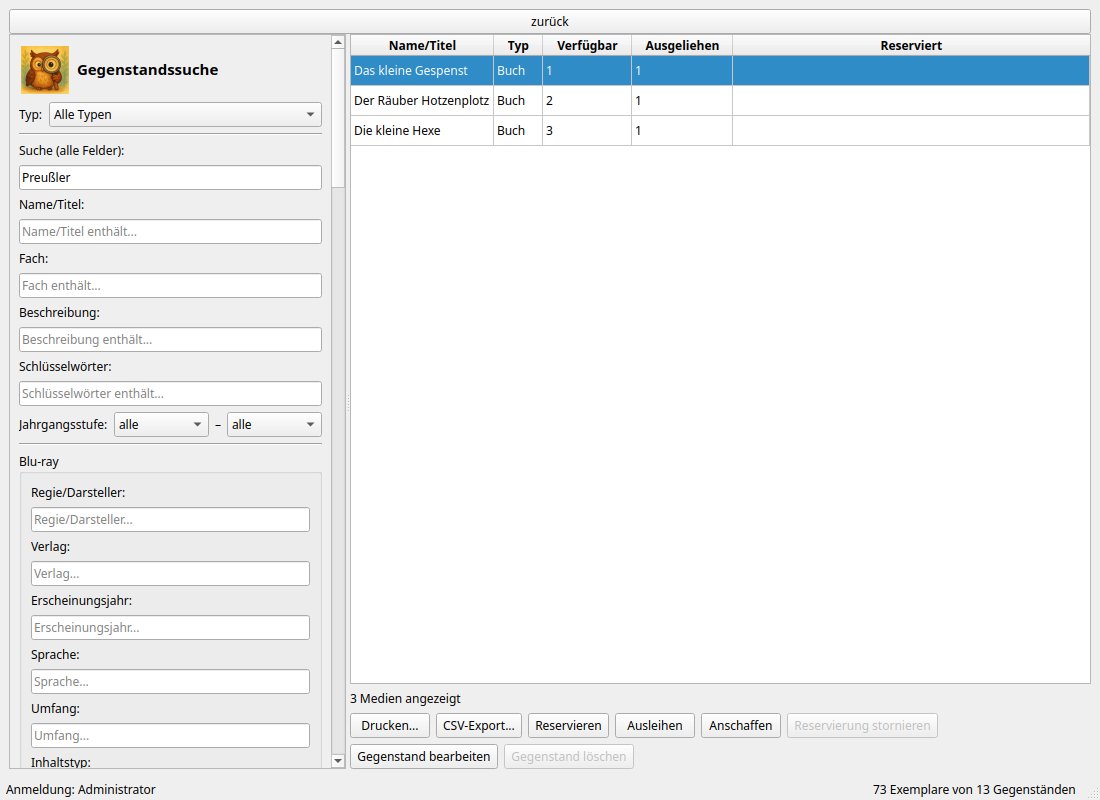 zurück
Gegenstandssuche
Typ: Alle Typen
Suche (alle Felder):
Preußler
Name/Titel:
Name/Titel enthält...
Fach:
Fach enthält...
Beschreibung:
Beschreibung enthält...
Schlüsselwörter:
Schlüsselwörter enthält...
Jahrgangsstufe: alle – alle
Blu-ray
Regie/Darsteller:
Regie/Darsteller...
Verlag:
Verlag...
Erscheinungsjahr:
Erscheinungsjahr...
Sprache:
Sprache...
Umfang:
Umfang...
Inhaltstyp:
Name/Titel Typ Verfügbar Ausgeliehen Reserviert
Das kleine Gespenst Buch 1 1
Der Räuber Hotzenplotz Buch 2 1
Die kleine Hexe Buch 3 1
3 Medien angezeigt
Drucken... CSV-Export... Reservieren Ausleihen Anschaffen Reservierung stornieren
Gegenstand bearbeiten Gegenstand löschen
Anmeldung: Administrator 73 Exemplare von 13 Gegenständen